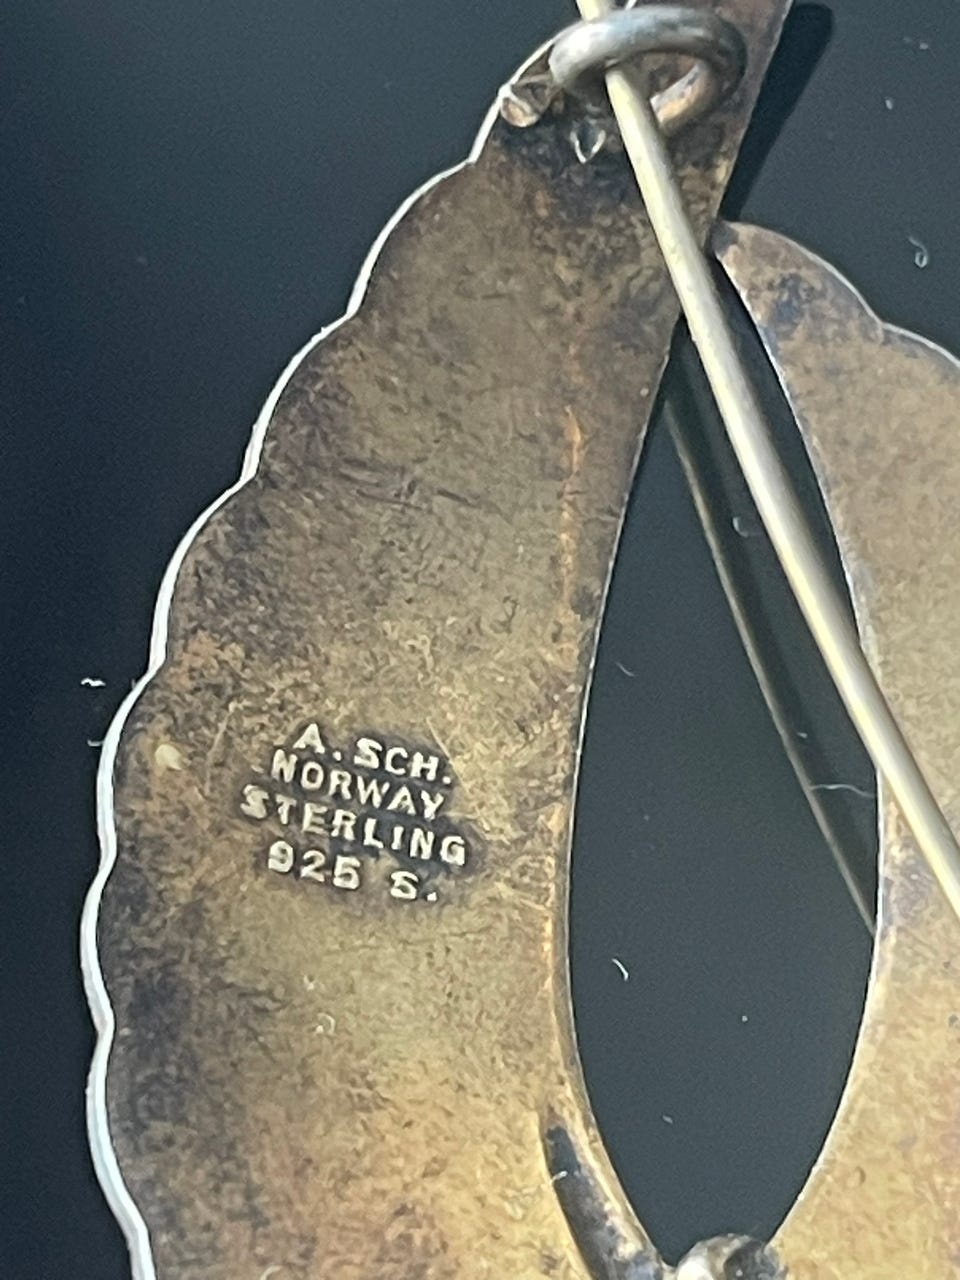 A. SCH.
NORWAY
STERLING
925 S.